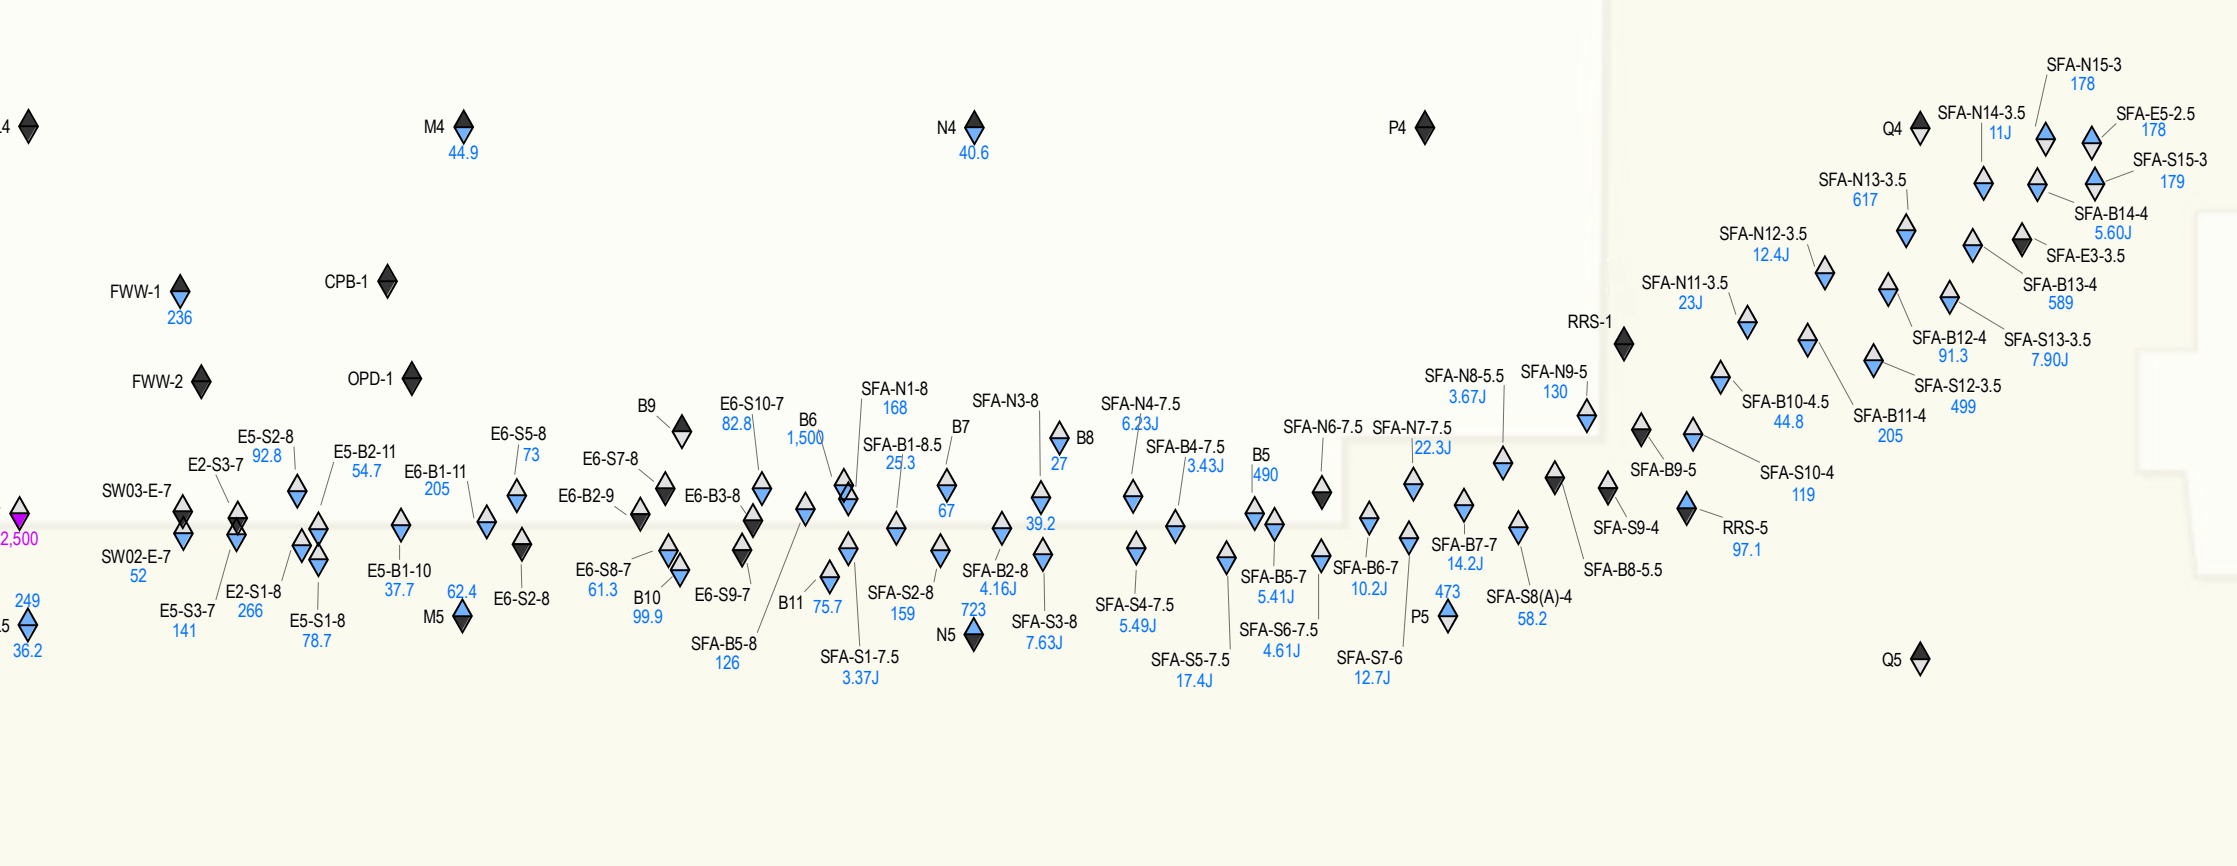 SFA-N15-3
178
SFA-N14-3.5
11J
SFA-E5-2.5
178
.4
M4
44.9
N4
40.6
P4
Q4
SFA-S15-3
179
SFA-N13-3.5
617
SFA-B14-4
5.60J
SFA-N12-3.5
12.4J
SFA-E3-3.5
FWW-1
236
CPB-1
SFA-N11-3.5
23J
SFA-B13-4
589
RRS-1
SFA-B12-4
91.3
SFA-S13-3.5
7.90J
FWW-2
OPD-1
SFA-N8-5.5
3.67J
SFA-N9-5
130
SFA-S12-3.5
499
SFA-N1-8
168
SFA-N3-8
SFA-N4-7.5
6.23J
SFA-B10-4.5
44.8
SFA-B11-4
205
B9
E6-S10-7
82.8
B6
1,500
B7
B8
27
SFA-N6-7.5
SFA-N7-7.5
22.3J
E5-S2-8
92.8
E5-B2-11
54.7
E6-S5-8
73
SFA-B1-8.5
25.3
SFA-B4-7.5
3.43J
B5
490
E2-S3-7
E6-B1-11
205
E6-S7-8
SFA-B9-5
SFA-S10-4
119
SW03-E-7
E6-B2-9
E6-B3-8
67
39.2
SFA-S9-4
RRS-5
97.1
2,500
SW02-E-7
52
E5-B1-10
37.7
E6-S8-7
61.3
SFA-B2-8
4.16J
SFA-B5-7
5.41J
SFA-B6-7
10.2J
SFA-B7-7
14.2J
SFA-B8-5.5
249
.5
36.2
E5-S3-7
141
E2-S1-8
266
E5-S1-8
78.7
62.4
M5
E6-S2-8
B10
99.9
E6-S9-7
B11
75.7
SFA-S2-8
159
723
N5
SFA-S3-8
7.63J
SFA-S4-7.5
5.49J
SFA-S6-7.5
4.61J
473
P5
SFA-S8(A)-4
58.2
SFA-B5-8
126
SFA-S1-7.5
3.37J
SFA-S5-7.5
17.4J
SFA-S7-6
12.7J
Q5